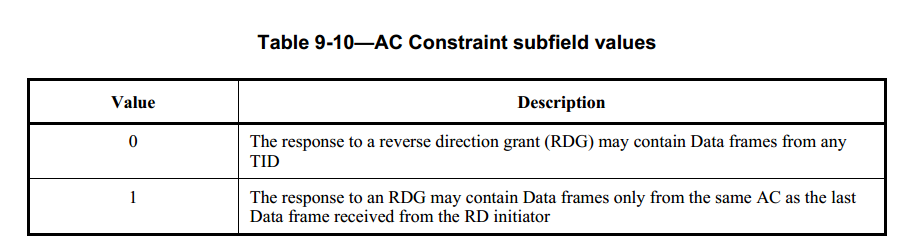 Table 9-10—AC Constraint subfield values
Value Description
0 The response to a reverse direction grant (RDG) may contain Data frames from any
TID
1 The response to an RDG may contain Data frames only from the same AC as the last
Data frame received from the RD initiator